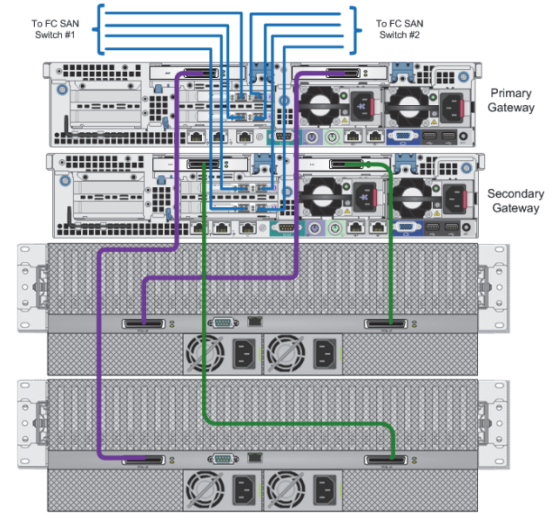 To FC SAN
Switch #1
To FC SAN
Switch #2
Primary
Gateway
Secondary
Gateway